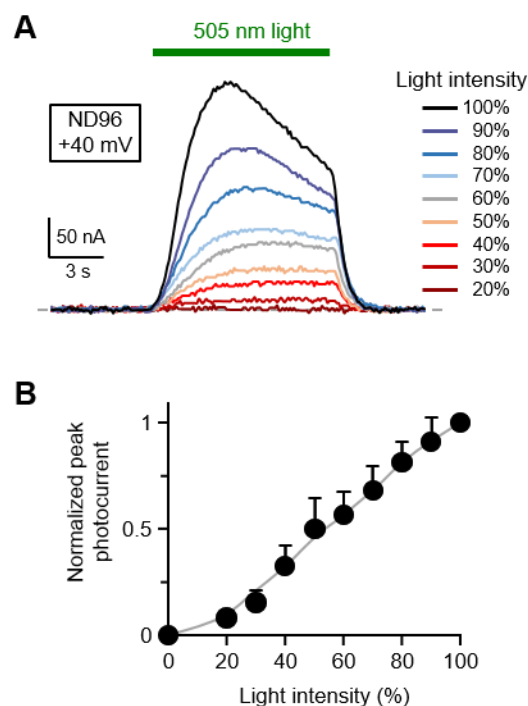 A
505 nm light
ND96
+40 mV
50 nA
3 s
Light intensity
100%
90%
80%
70%
60%
50%
40%
30%
20%
B
Normalized peak
photocurrent
1
0.5
0
0 20 40 60 80 100
Light intensity (%)